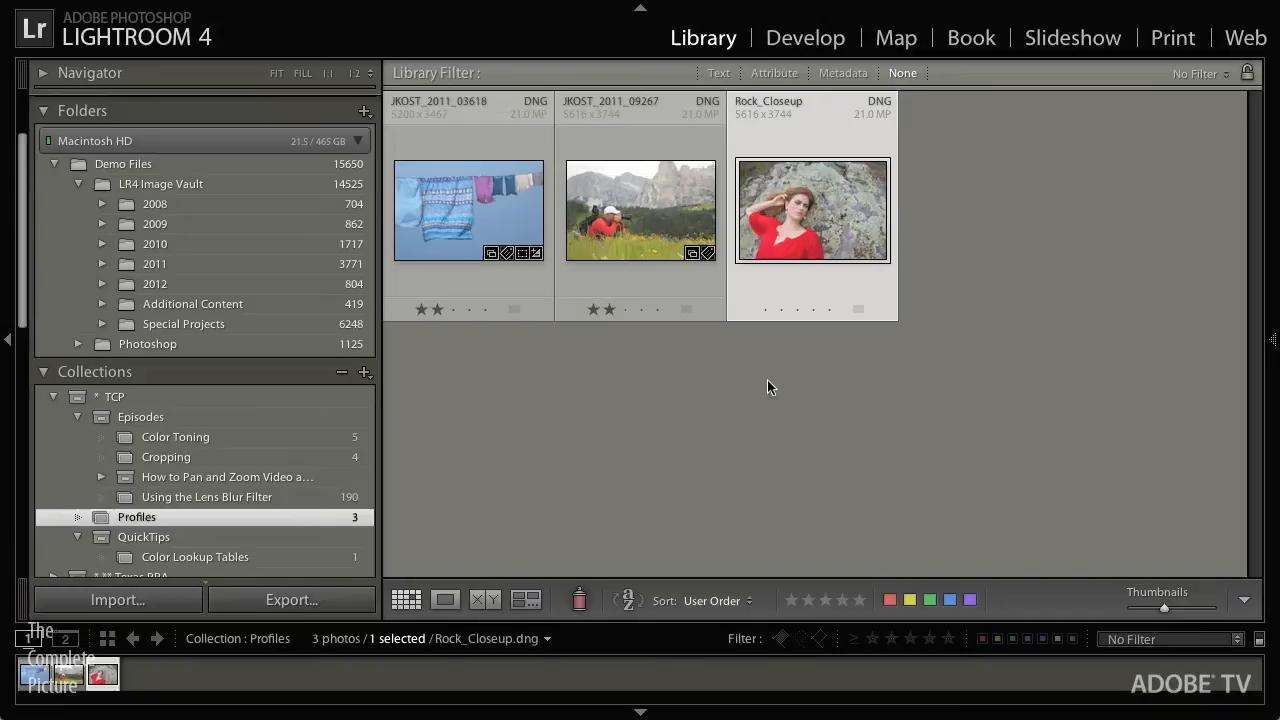 Lr
ADOBE PHOTOSHOP
LIGHTROOM 4
Library | Develop | Map | Book | Slideshow | Print | Web
Navigator FIT FILL 1:1 1:2
Library Filter : Text Attribute Metadata None No Filter
Folders
Macintosh HD 21.5 / 465 GB
Demo Files 15650
LR4 Image Vault 14525
2008 704
2009 862
2010 1717
2011 3771
2012 804
Additional Content 419
Special Projects 6248
Photoshop 1125
Collections
* TCP
Episodes
Color Toning 5
Cropping 4
How to Pan and Zoom Video a...
Using the Lens Blur Filter 190
Profiles 3
QuickTips
Color Lookup Tables 1
JKOST_2011_03618 DNG
5200 x 3467 21.0 MP
JKOST_2011_09267 DNG
5616 x 3744 21.0 MP
Rock_Closeup DNG
5616 x 3744 21.0 MP
Import... Export...
XY
Sort: User Order
Thumbnails
1 2 Collection : Profiles 3 photos / 1 selected / Rock_Closeup.dng Filter : No Filter
The
Complete
Picture
ADOBE® TV